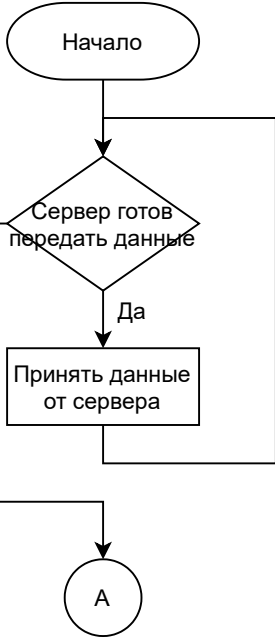 Начало
Сервер готов
передать данные
Да
Принять данные
от сервера
А